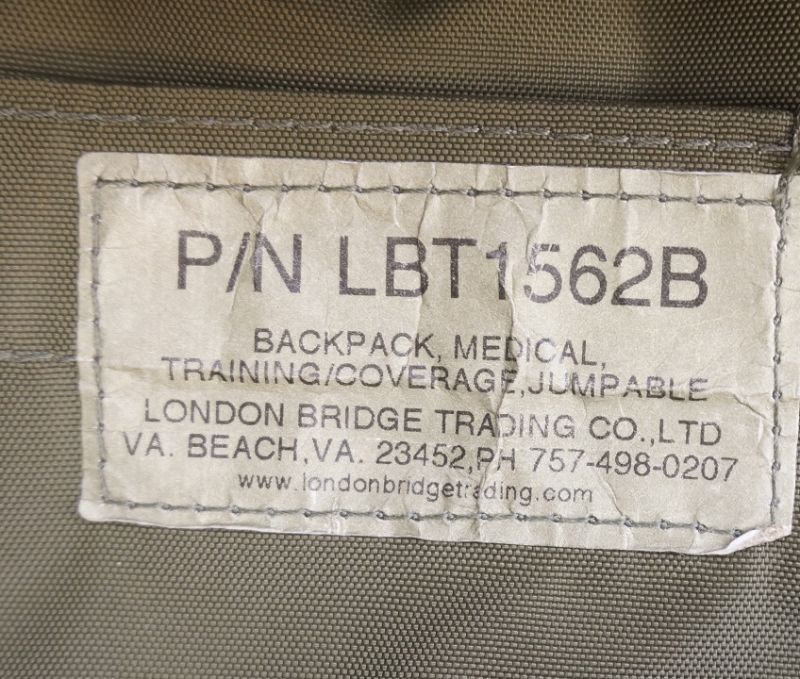 P/N LBT1562B
BACKPACK, MEDICAL,
TRAINING/COVERAGE,JUMPABLE
LONDON BRIDGE TRADING CO.,LTD
VA. BEACH,VA. 23452,PH 757-498-0207
www.londonbridgetrading.com